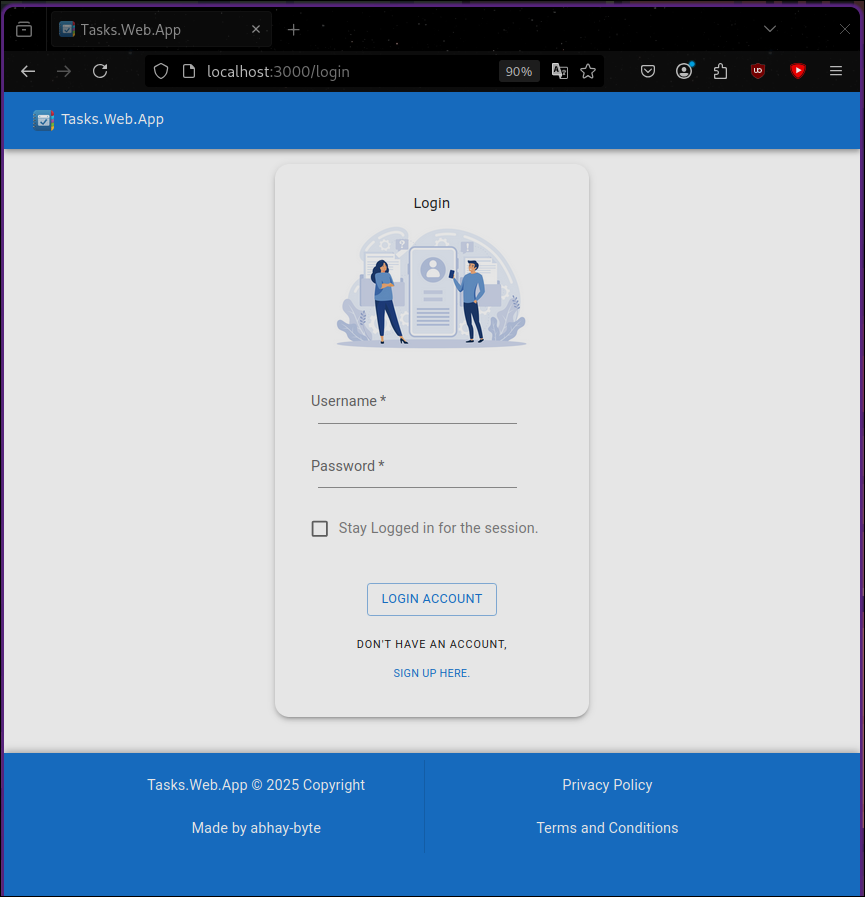 Tasks.Web.App
localhost:3000/login
90%
Tasks.Web.App
Login
Username *
Password *
Stay Logged in for the session.
LOGIN ACCOUNT
DON'T HAVE AN ACCOUNT,
SIGN UP HERE.
Tasks.Web.App © 2025 Copyright
Privacy Policy
Made by abhay-byte
Terms and Conditions